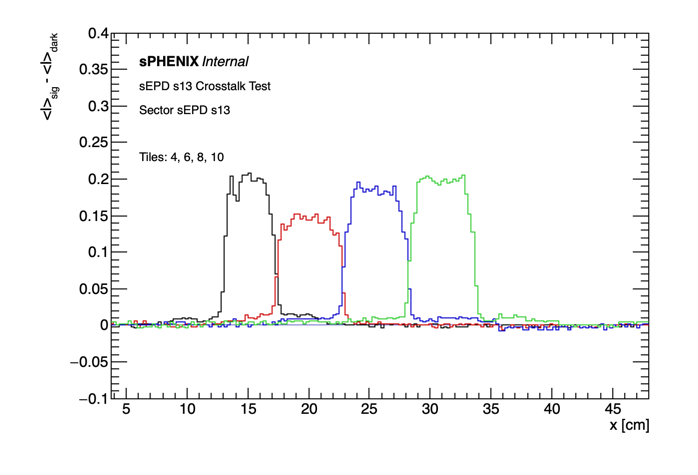 <I>sig - <I>dark
0.4
0.35
0.3
0.25
0.2
0.15
0.1
0.05
0
−0.05
−0.1
sPHENIX Internal
sEPD s13 Crosstalk Test
Sector sEPD s13
Tiles: 4, 6, 8, 10
5 10 15 20 25 30 35 40 45
x [cm]